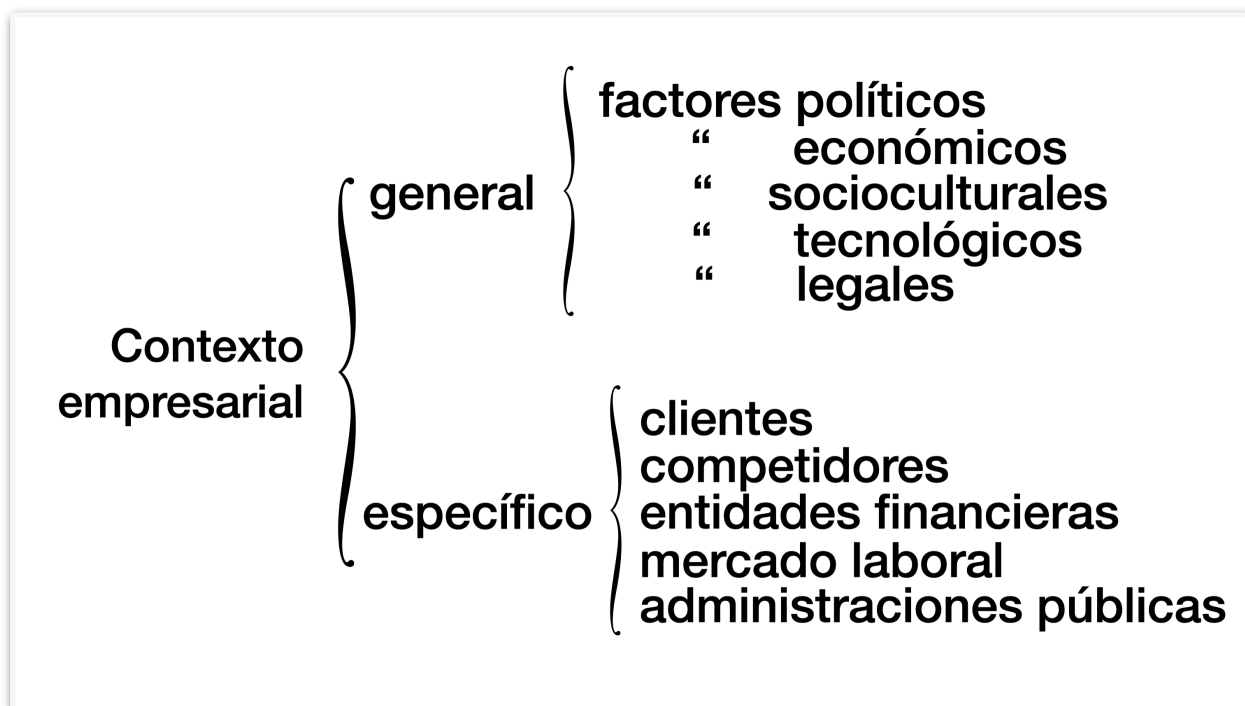 Contexto
empresarial
general
factores políticos
“ económicos
“ socioculturales
“ tecnológicos
“ legales
específico
clientes
competidores
entidades financieras
mercado laboral
administraciones públicas